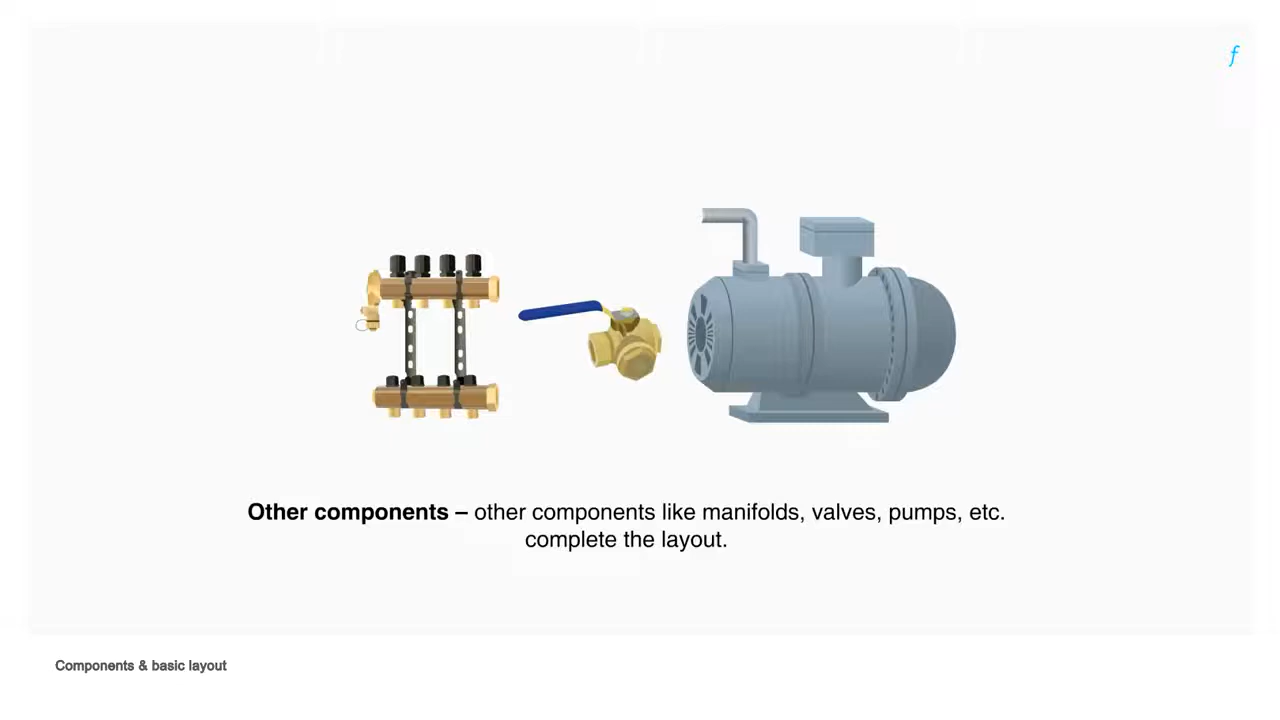 ƒ
Other components – other components like manifolds, valves, pumps, etc.
complete the layout.
Components & basic layout